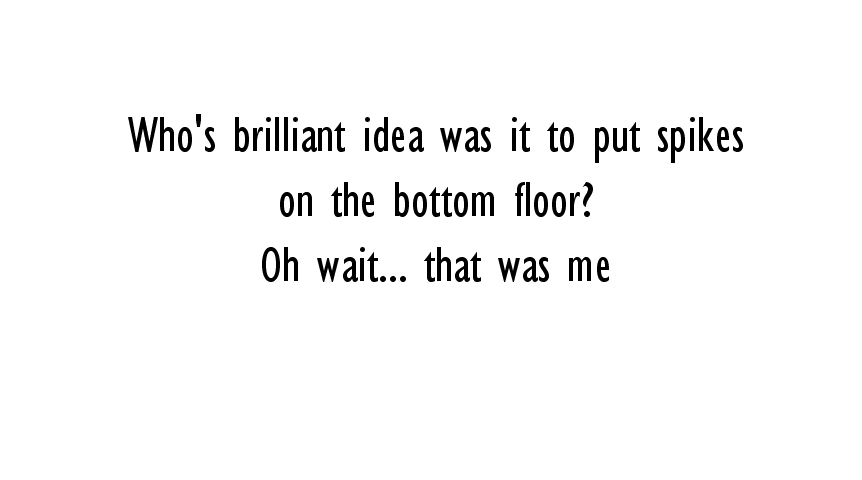 Who's brilliant idea was it to put spikes
on the bottom floor?
Oh wait... that was me